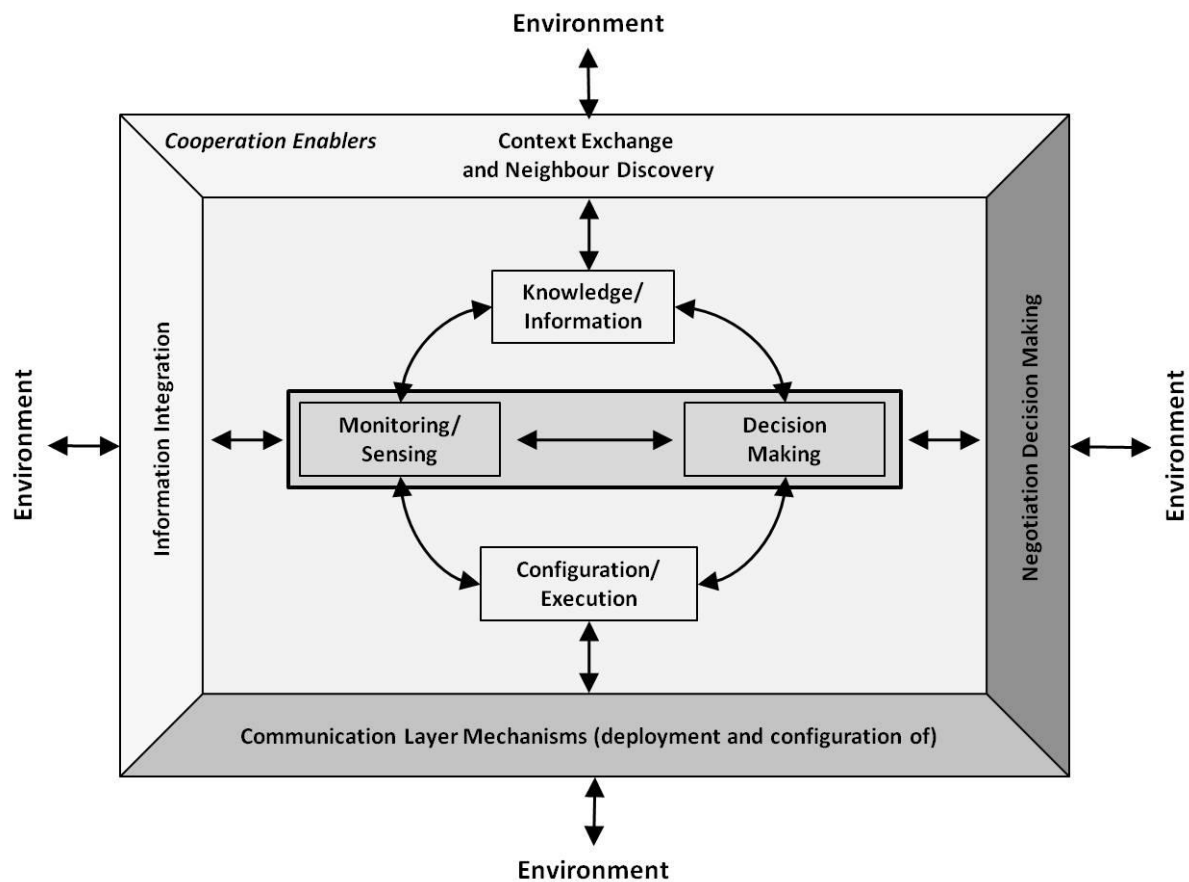 Environment
Cooperation Enablers
Context Exchange
and Neighbour Discovery
Knowledge/
Information
Environment
Information Integration
Monitoring/
Sensing
Decision
Making
Negotiation Decision Making
Environment
Configuration/
Execution
Communication Layer Mechanisms (deployment and configuration of)
Environment